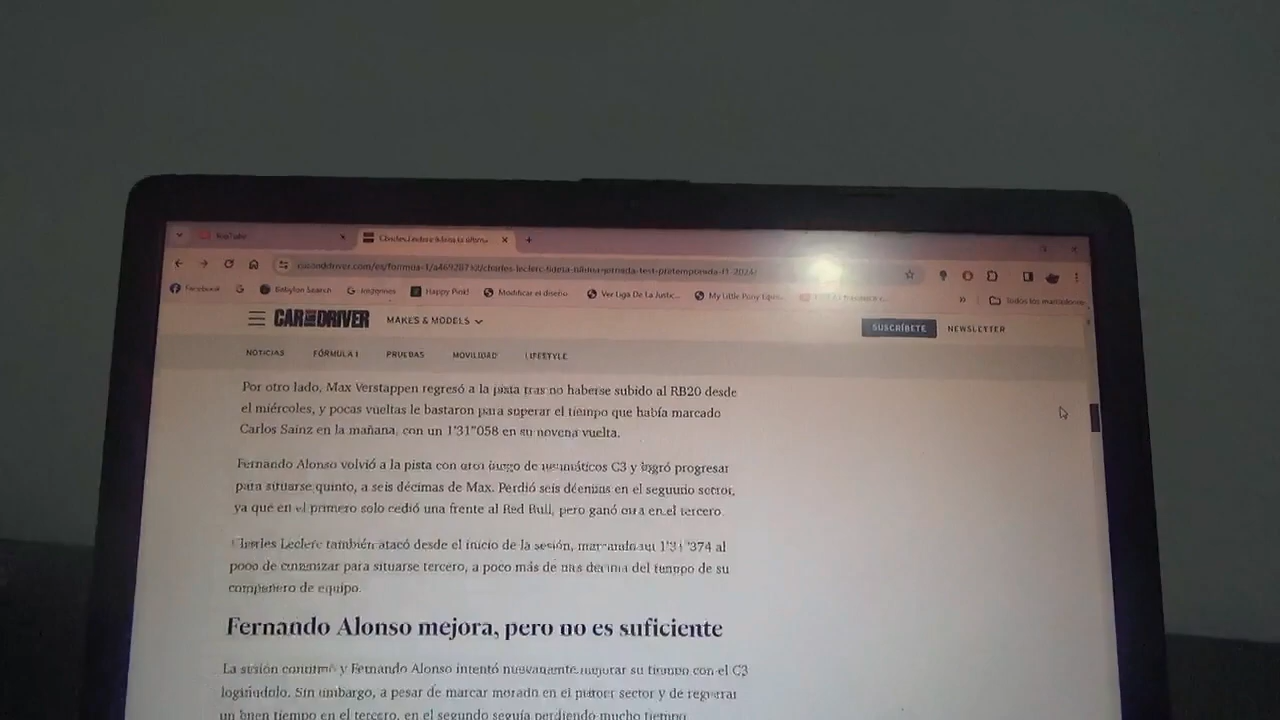 YouTube
caranddriver.com/es/formula-1/a46928730/charles-leclerc-lidera-ultima-jornada-test-pretemporada-f1-2024/
Facebook
Babylon Search
Imágenes
Happy Pink!
Modificar el diseño
Ver Liga De La Justic...
My Little Pony Equs...
Todos los marcadores
CAR AND DRIVER
MAKES & MODELS
SUSCRÍBETE
NEWSLETTER
NOTICIAS
FÓRMULA 1
PRUEBAS
MOVILIDAD
LIFESTYLE
Por otro lado, Max Verstappen regresó a la pista tras no haberse subido al RB20 desde
el miércoles, y pocas vueltas le bastaron para superar el tiempo que había marcado
Carlos Sainz en la mañana, con un 1'31"058 en su novena vuelta.
Fernando Alonso volvió a la pista con otro juego de neumáticos C3 y logró progresar
para situarse quinto, a seis décimas de Max. Perdió seis décimas en el segundo sector,
ya que en el primero solo cedió una frente al Red Bull, pero ganó otra en el tercero.
Charles Leclerc también atacó desde el inicio de la sesión, marcando un 1'31"374 al
poco de comenzar para situarse tercero, a poco más de una décima del tiempo de su
compañero de equipo.
Fernando Alonso mejora, pero no es suficiente
La sesión continuó y Fernando Alonso intentó nuevamente mejorar su tiempo con el C3
lográndolo. Sin embargo, a pesar de marcar morado en el primer sector y de registrar
un buen tiempo en el tercero, en el segundo seguía perdiendo mucho tiempo